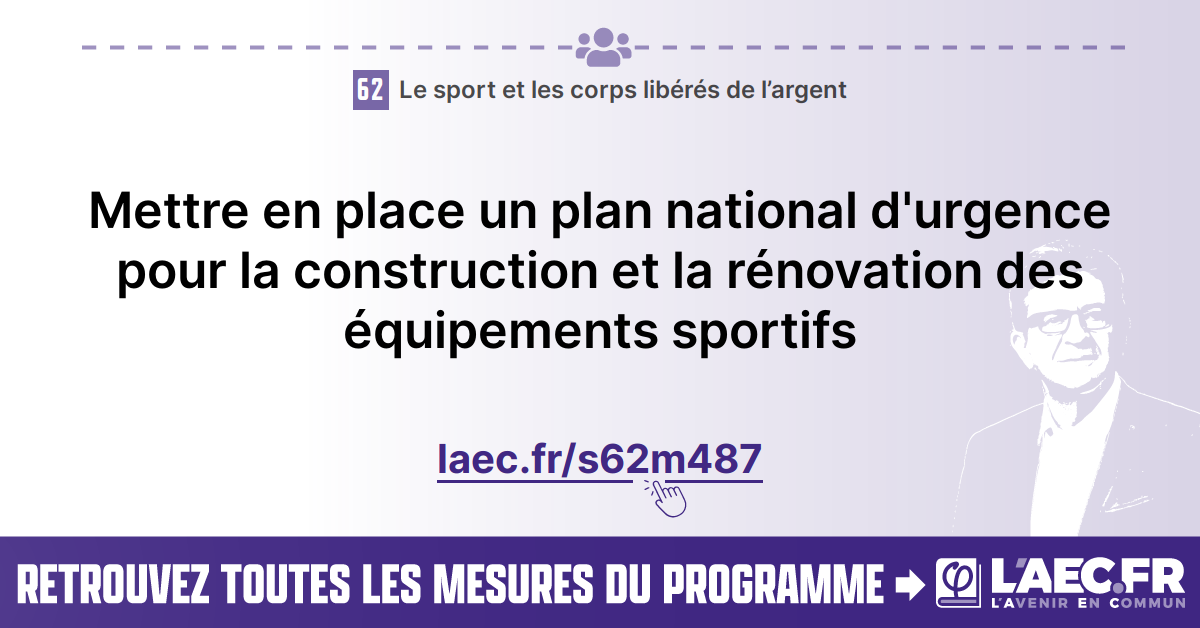 62 Le sport et les corps libérés de l’argent
Mettre en place un plan national d'urgence
pour la construction et la rénovation des
équipements sportifs
laec.fr/s62m487
RETROUVEZ TOUTES LES MESURES DU PROGRAMME
L'AEC.FR
L'AVENIR EN COMMUN